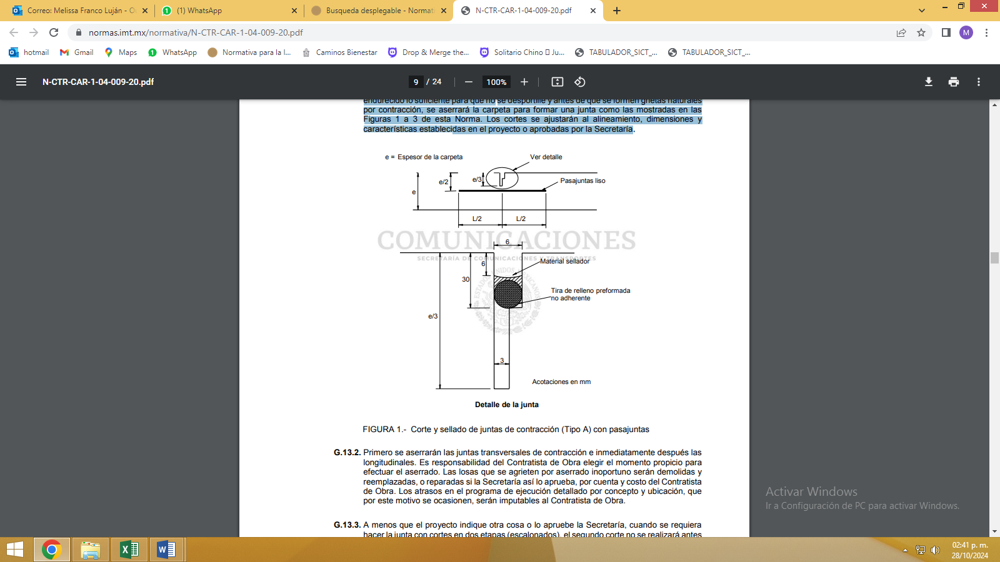 Correo: Melissa Franco Luján - Ou
(1) WhatsApp
Busqueda desplegable - Normati
N-CTR-CAR-1-04-009-20.pdf
normas.imt.mx/normativa/N-CTR-CAR-1-04-009-20.pdf
M
hotmail
Gmail
Maps
WhatsApp
Normativa para la I...
Caminos Bienestar
Drop & Merge the...
Solitario Chino ▯ Ju...
TABULADOR_SICT_...
TABULADOR_SICT_...
N-CTR-CAR-1-04-009-20.pdf
9 / 24
100%
endurecido lo suficiente para que no se desportille y antes de que se formen grietas naturales
por contracción, se aserrará la carpeta para formar una junta como las mostradas en las
Figuras 1 a 3 de esta Norma. Los cortes se ajustarán al alineamiento, dimensiones y
características establecidas en el proyecto o aprobadas por la Secretaría.
e = Espesor de la carpeta
Ver detalle
e/2
e/3
Pasajuntas liso
e
L/2
L/2
COMUNICACIONES
SECRETARÍA DE COMUNICACIONES Y TRANSPORTES
6
6
Material sellador
30
Tira de relleno preformada
no adherente
e/3
3
Acotaciones en mm
Detalle de la junta
FIGURA 1.- Corte y sellado de juntas de contracción (Tipo A) con pasajuntas
G.13.2. Primero se aserrarán las juntas transversales de contracción e inmediatamente después las
longitudinales. Es responsabilidad del Contratista de Obra elegir el momento propicio para
efectuar el aserrado. Las losas que se agrieten por aserrado inoportuno serán demolidas y
reemplazadas, o reparadas si la Secretaría así lo aprueba, por cuenta y costo del Contratista
de Obra. Los atrasos en el programa de ejecución detallado por concepto y ubicación, que
por este motivo se ocasionen, serán imputables al Contratista de Obra.
G.13.3. A menos que el proyecto indique otra cosa o lo apruebe la Secretaría, cuando se requiera
hacer la junta con cortes en dos etapas (escalonados), el segundo corte no se realizará antes
Activar Windows
Ir a Configuración de PC para activar Windows.
02:41 p. m.
28/10/2024